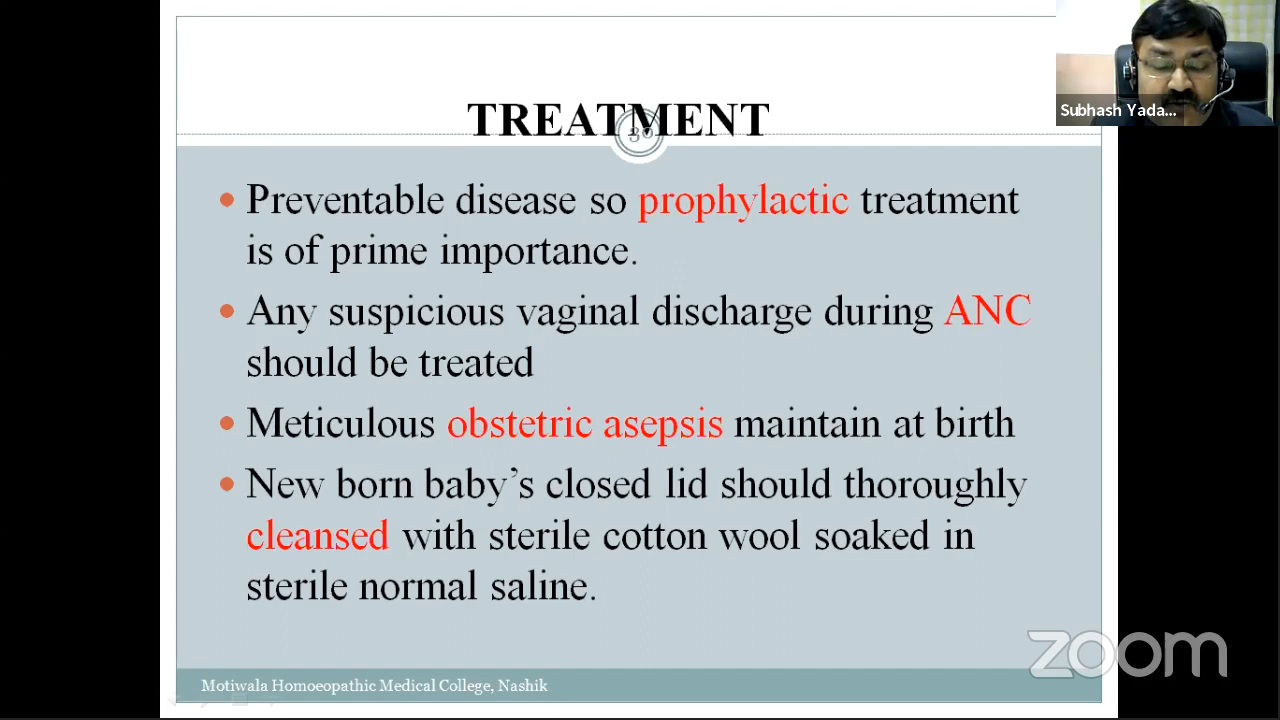 Subhash Yada...
TREATMENT
30
• Preventable disease so prophylactic treatment
is of prime importance.
• Any suspicious vaginal discharge during ANC
should be treated
• Meticulous obstetric asepsis maintain at birth
• New born baby’s closed lid should thoroughly
cleansed with sterile cotton wool soaked in
sterile normal saline.
zoom
Motiwala Homoeopathic Medical College, Nashik